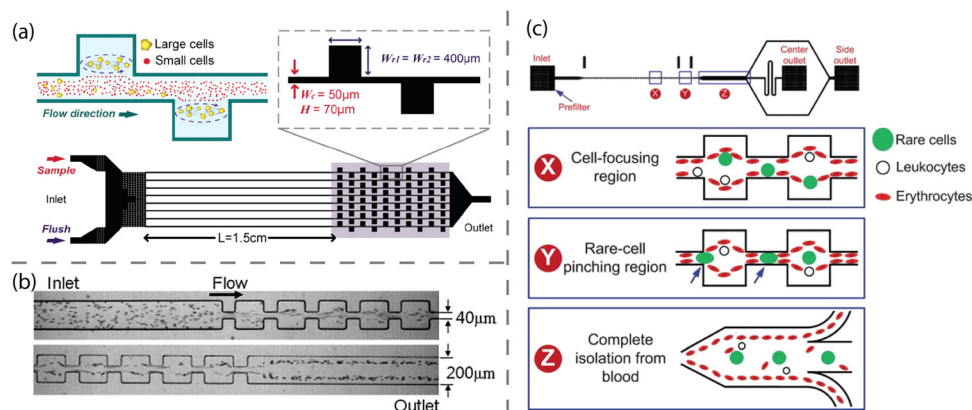 (a)
Large cells
Small cells
Flow direction
Wr1 = Wr2 = 400μm
Wc = 50μm
H = 70μm
Sample
Inlet
Flush
L=1.5cm
Outlet
(b)
Inlet
Flow
40μm
200μm
Outlet
(c)
Inlet
Center
outlet
Side
outlet
Prefilter
X
Y
Z
X
Cell-focusing
region
Rare cells
Leukocytes
Erythrocytes
Y
Rare-cell
pinching region
Z
Complete
isolation from
blood